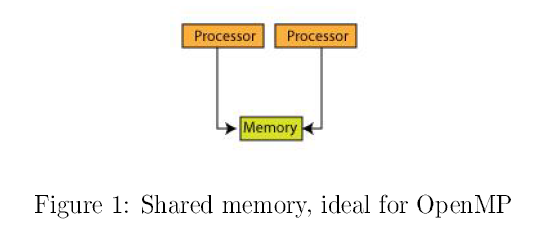 Processor Processor
Memory
Figure 1: Shared memory, ideal for OpenMP